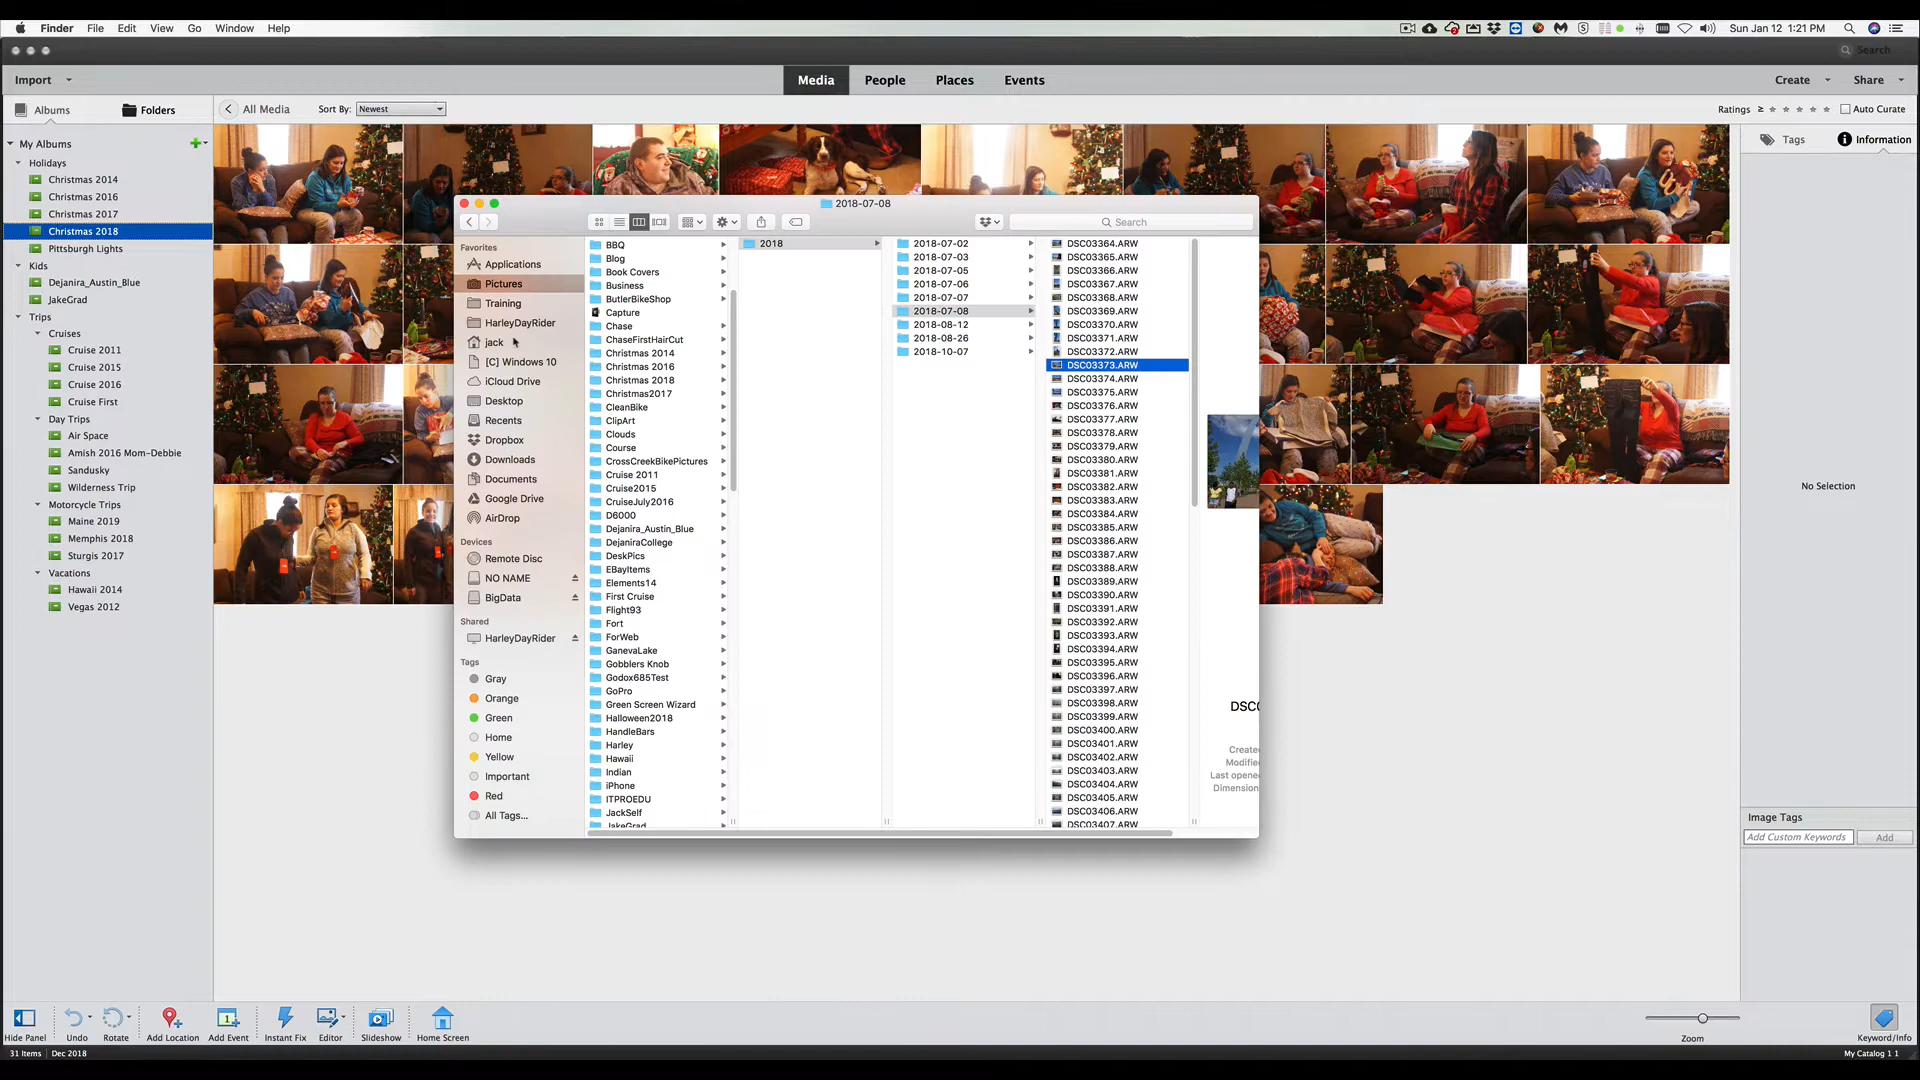 Finder File Edit View Go Window Help
Sun Jan 12 1:21 PM
Search
Import Media People Places Events Create Share
Albums Folders All Media Sort By: Newest Ratings ≥ Auto Curate
My Albums
Holidays
Christmas 2014
Christmas 2016
Christmas 2017
Christmas 2018
Pittsburgh Lights
Kids
Dejanira_Austin_Blue
JakeGrad
Trips
Cruises
Cruise 2011
Cruise 2015
Cruise 2016
Cruise First
Day Trips
Air Space
Amish 2016 Mom-Debbie
Sandusky
Wilderness Trip
Motorcycle Trips
Maine 2019
Memphis 2018
Sturgis 2017
Vacations
Hawaii 2014
Vegas 2012
2018-07-08
Search
Favorites
Applications
Pictures
Training
HarleyDayRider
jack
[C] Windows 10
iCloud Drive
Desktop
Recents
Dropbox
Downloads
Documents
Google Drive
AirDrop
Devices
Remote Disc
NO NAME
BigData
Shared
HarleyDayRider
Tags
Gray
Orange
Green
Home
Yellow
Important
Red
All Tags...
BBQ
Blog
Book Covers
Business
ButlerBikeShop
Capture
Chase
ChaseFirstHairCut
Christmas 2014
Christmas 2016
Christmas 2018
Christmas2017
CleanBike
ClipArt
Clouds
Course
CrossCreekBikePictures
Cruise 2011
Cruise2015
CruiseJuly2016
D6000
Dejanira_Austin_Blue
DejaniraCollege
DeskPics
EBayItems
Elements14
First Cruise
Flight93
Fort
ForWeb
GanevaLake
Gobblers Knob
Godox685Test
GoPro
Green Screen Wizard
Halloween2018
HandleBars
Harley
Hawaii
Indian
iPhone
ITPROEDU
JackSelf
JakeGrad
2018
2018-07-02
2018-07-03
2018-07-05
2018-07-06
2018-07-07
2018-07-08
2018-08-12
2018-08-26
2018-10-07
DSC03364.ARW
DSC03365.ARW
DSC03366.ARW
DSC03367.ARW
DSC03368.ARW
DSC03369.ARW
DSC03370.ARW
DSC03371.ARW
DSC03372.ARW
DSC03373.ARW
DSC03374.ARW
DSC03375.ARW
DSC03376.ARW
DSC03377.ARW
DSC03378.ARW
DSC03379.ARW
DSC03380.ARW
DSC03381.ARW
DSC03382.ARW
DSC03383.ARW
DSC03384.ARW
DSC03385.ARW
DSC03386.ARW
DSC03387.ARW
DSC03388.ARW
DSC03389.ARW
DSC03390.ARW
DSC03391.ARW
DSC03392.ARW
DSC03393.ARW
DSC03394.ARW
DSC03395.ARW
DSC03396.ARW
DSC03397.ARW
DSC03398.ARW
DSC03399.ARW
DSC03400.ARW
DSC03401.ARW
DSC03402.ARW
DSC03403.ARW
DSC03404.ARW
DSC03405.ARW
DSC03406.ARW
DSC03407.ARW
DSC0
Created
Modifie
Last opened
Dimension
Tags Information
No Selection
Image Tags
Add Custom Keywords Add
Hide Panel Undo Rotate Add Location Add Event Instant Fix Editor Slideshow Home Screen Zoom Keyword/Info
31 Items Dec 2018 My Catalog 1 1